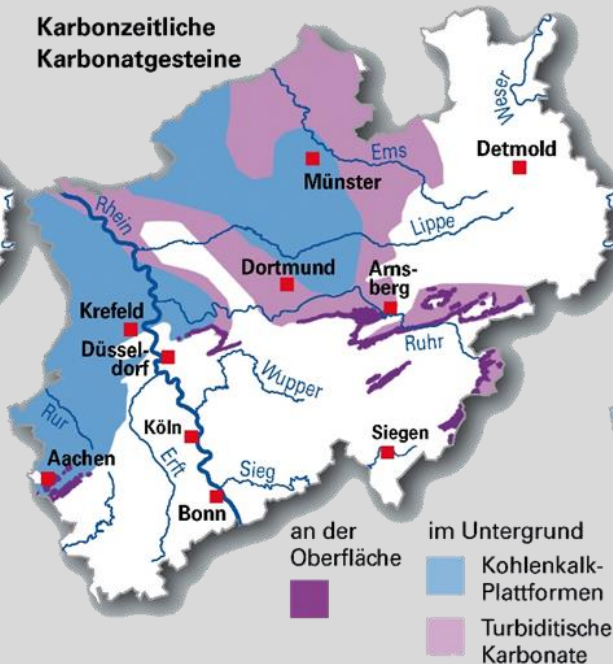 Karbonzeitliche
Karbonatgesteine
Weser
Ems
Detmold
Münster
Rhein
Lippe
Dortmund
Arns-
berg
Krefeld
Düssel-
dorf
Ruhr
Wupper
Rur
Köln
Siegen
Aachen
Erft
Sieg
Bonn
an der
Oberfläche
im Untergrund
Kohlenkalk-
Plattformen
Turbiditische
Karbonate